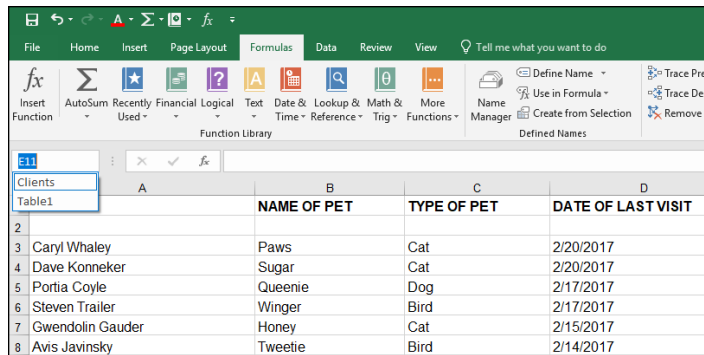 File Home Insert Page Layout Formulas Data Review View Tell me what you want to do
fx Σ ★ ? A θ ...
Insert Function AutoSum Recently Used Financial Logical Text Date & Time Lookup & Reference Math & Trig More Functions Name Manager
Define Name
Use in Formula
Create from Selection
Trace Pre
Trace De
Remove
Function Library Defined Names
E11 fx
Clients
Table1
A B C D
NAME OF PET TYPE OF PET DATE OF LAST VISIT
2
3 Caryl Whaley Paws Cat 2/20/2017
4 Dave Konneker Sugar Cat 2/20/2017
5 Portia Coyle Queenie Dog 2/17/2017
6 Steven Trailer Winger Bird 2/17/2017
7 Gwendolin Gauder Honey Cat 2/15/2017
8 Avis Javinsky Tweetie Bird 2/14/2017